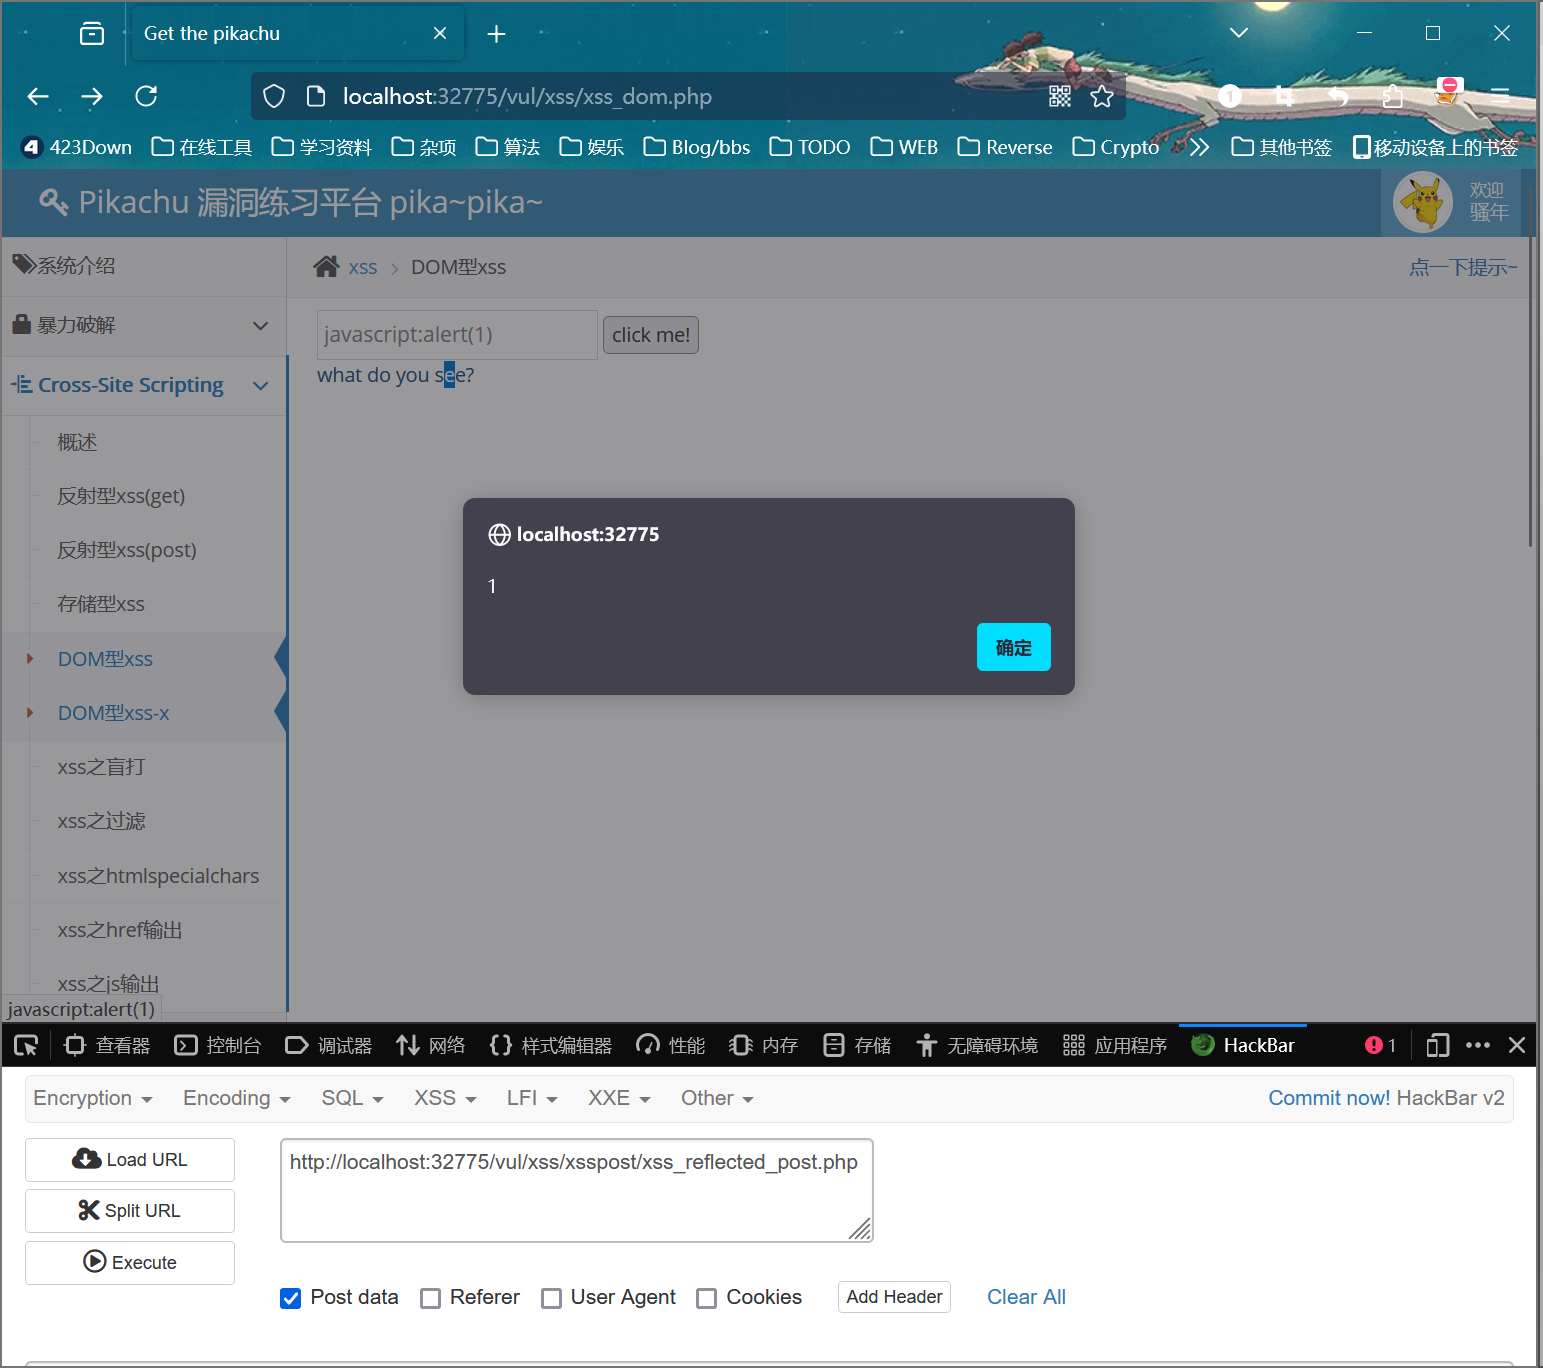 Get the pikachu
localhost:32775/vul/xss/xss_dom.php
423Down 在线工具 学习资料 杂项 算法 娱乐 Blog/bbs TODO WEB Reverse Crypto 其他书签 移动设备上的书签
Pikachu 漏洞练习平台 pika~pika~
欢迎
骚年
系统介绍
xss DOM型xss
点一下提示~
暴力破解
javascript:alert(1) click me!
what do you see?
Cross-Site Scripting
概述
反射型xss(get)
反射型xss(post)
存储型xss
DOM型xss
DOM型xss-x
xss之盲打
xss之过滤
xss之htmlspecialchars
xss之href输出
xss之js输出
localhost:32775
1
确定
javascript:alert(1)
查看器 控制台 调试器 网络 样式编辑器 性能 内存 存储 无障碍环境 应用程序 HackBar 1
Encryption Encoding SQL XSS LFI XXE Other Commit now! HackBar v2
Load URL
http://localhost:32775/vul/xss/xsspost/xss_reflected_post.php
Split URL
Execute
Post data Referer User Agent Cookies Add Header Clear All